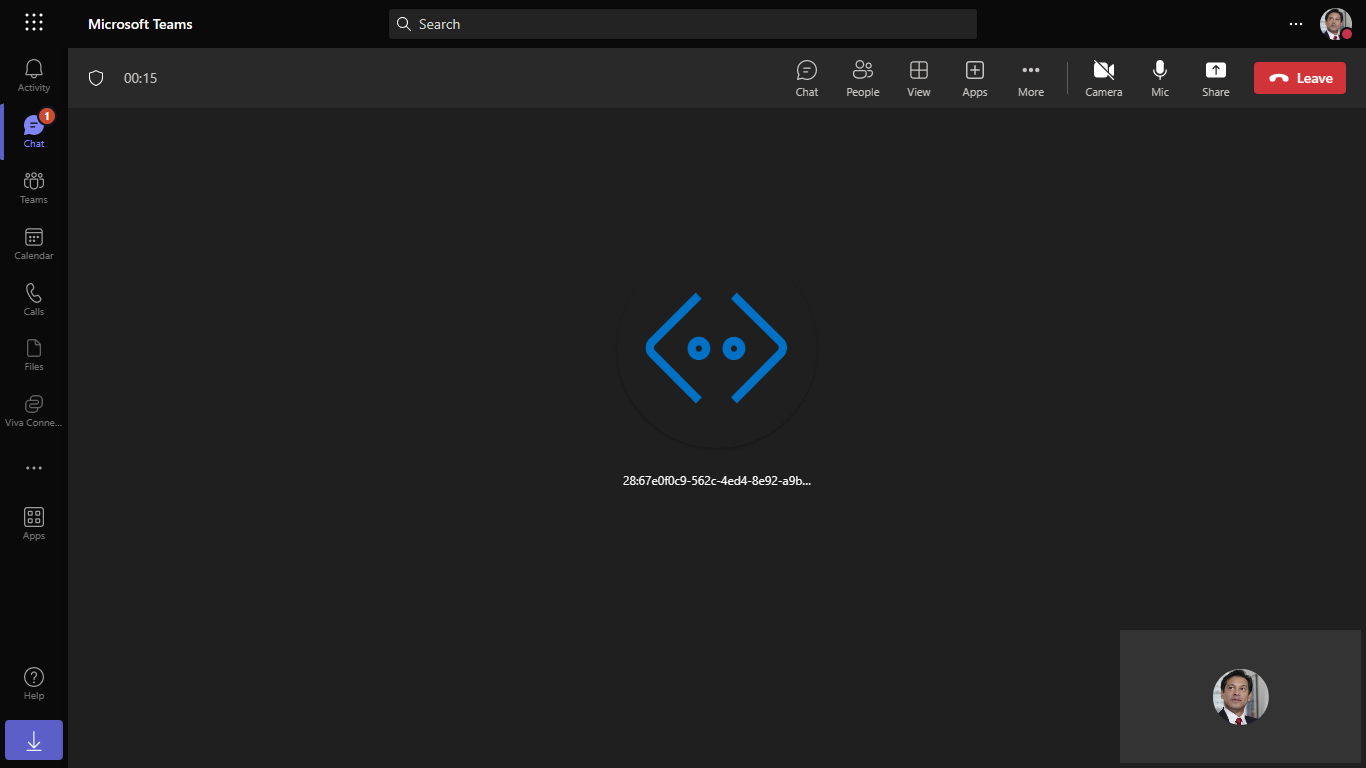 Microsoft Teams
Search
Activity
1
Chat
Teams
Calendar
Calls
Files
Viva Conne...
Apps
Help
00:15
Chat
People
View
Apps
More
Camera
Mic
Share
Leave
28:67e0f0c9-562c-4ed4-8e92-a9b...